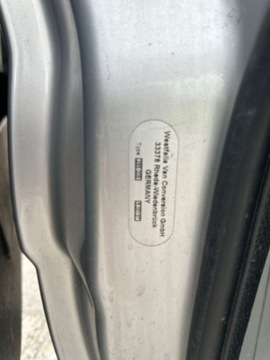 Westfalia Van Conversion GmbH
33378 Rheda-Wiedenbrück
GERMANY
Type